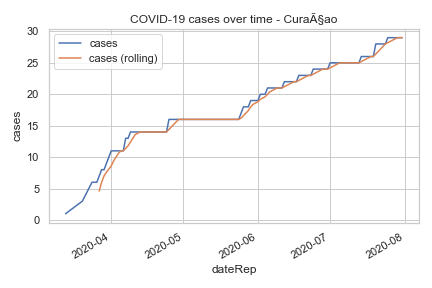 COVID-19 cases over time - CuraÃ§ao
cases
cases (rolling)
30
25
20
15
10
5
0
cases
2020-04
2020-05
2020-06
2020-07
2020-08
dateRep